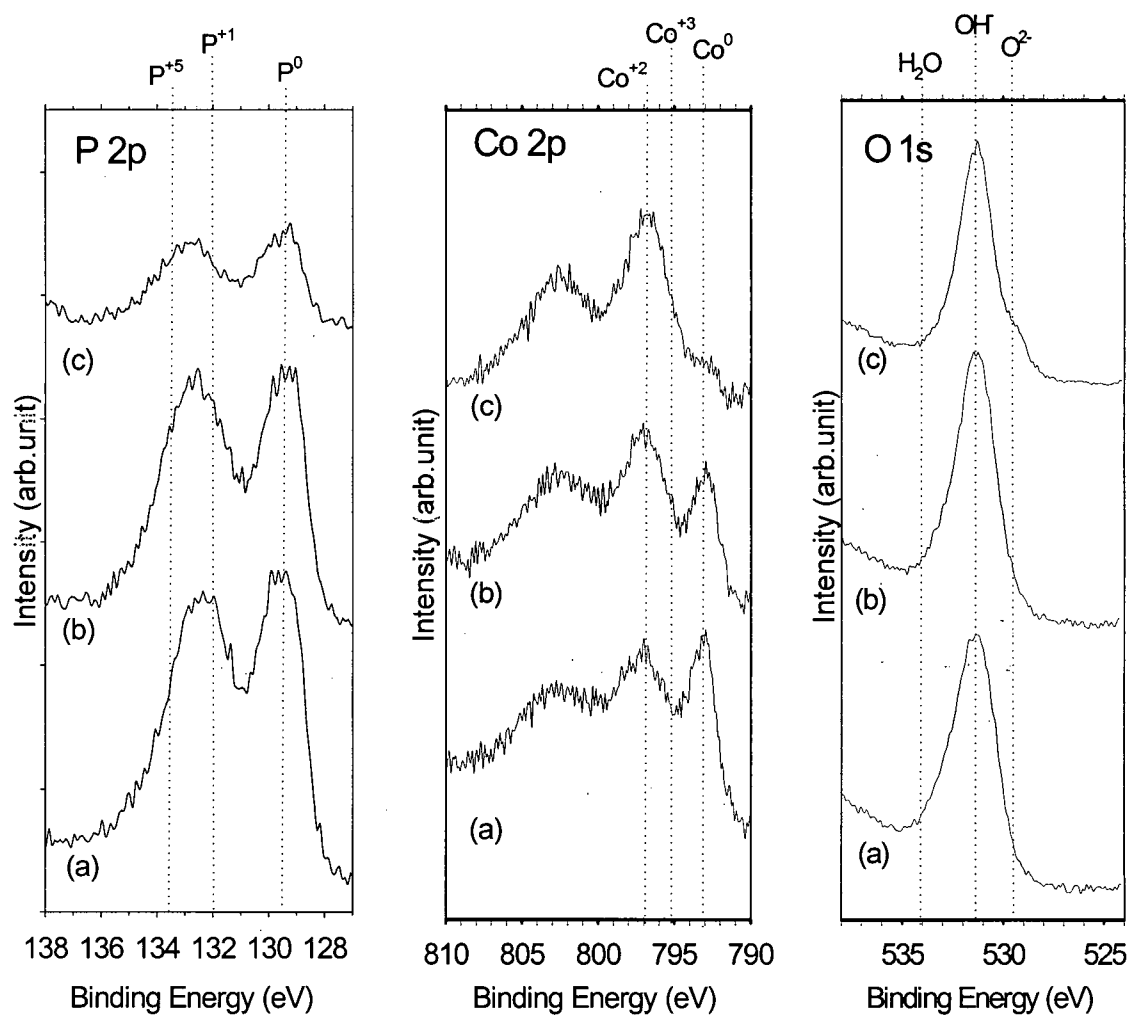 P⁺⁵ P⁺¹ P⁰
P 2p
(c)
(b)
(a)
Intensity (arb.unit)
138 136 134 132 130 128
Binding Energy (eV)
Co⁺² Co⁺³ Co⁰
Co 2p
(c)
(b)
(a)
Intensity (arb.unit)
810 805 800 795 790
Binding Energy (eV)
H₂O OH⁻ O²⁻
O 1s
(c)
(b)
(a)
Intensity (arb.unit)
535 530 525
Binding Energy (eV)